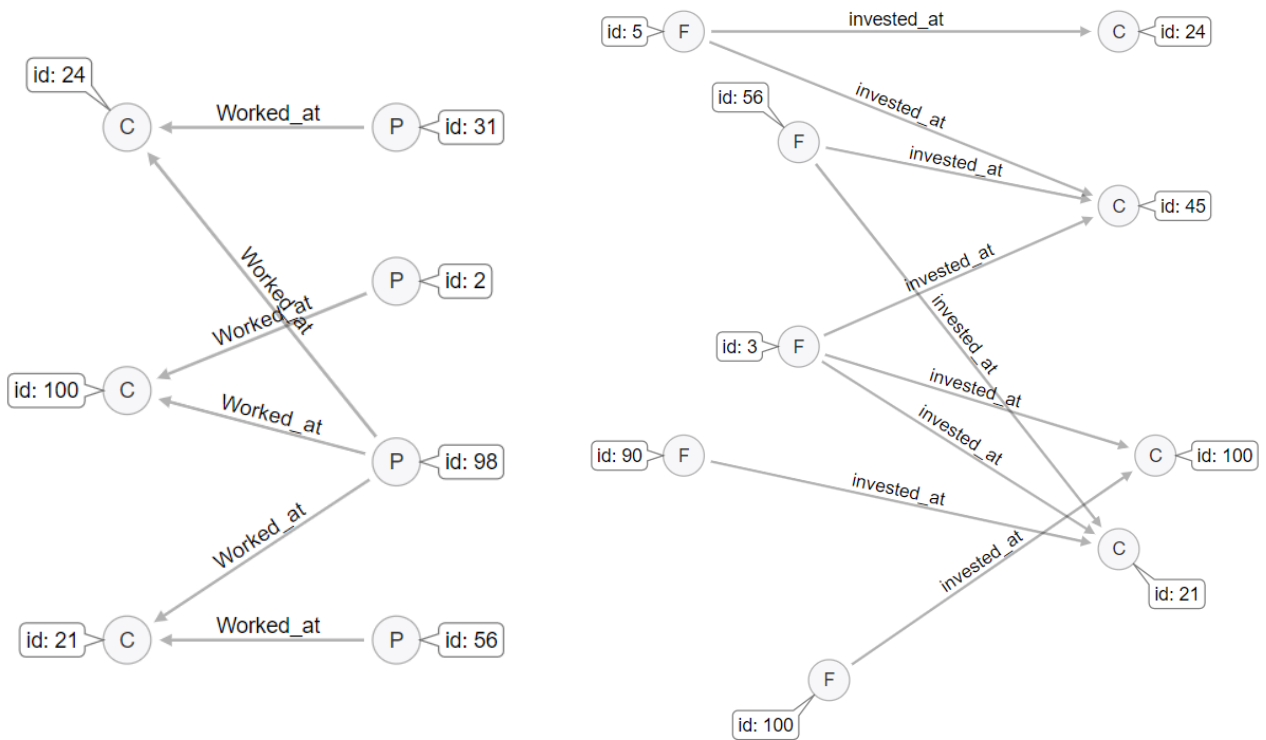 id: 24
C
Worked_at
P
id: 31
Worked_at
P
id: 2
Worked_at
id: 100
C
Worked_at
P
id: 98
Worked_at
id: 21
C
Worked_at
P
id: 56
id: 5
F
invested_at
C
id: 24
invested_at
id: 56
F
invested_at
C
id: 45
invested_at
invested_at
id: 3
F
invested_at
invested_at
id: 90
F
invested_at
C
id: 100
C
id: 21
invested_at
F
id: 100